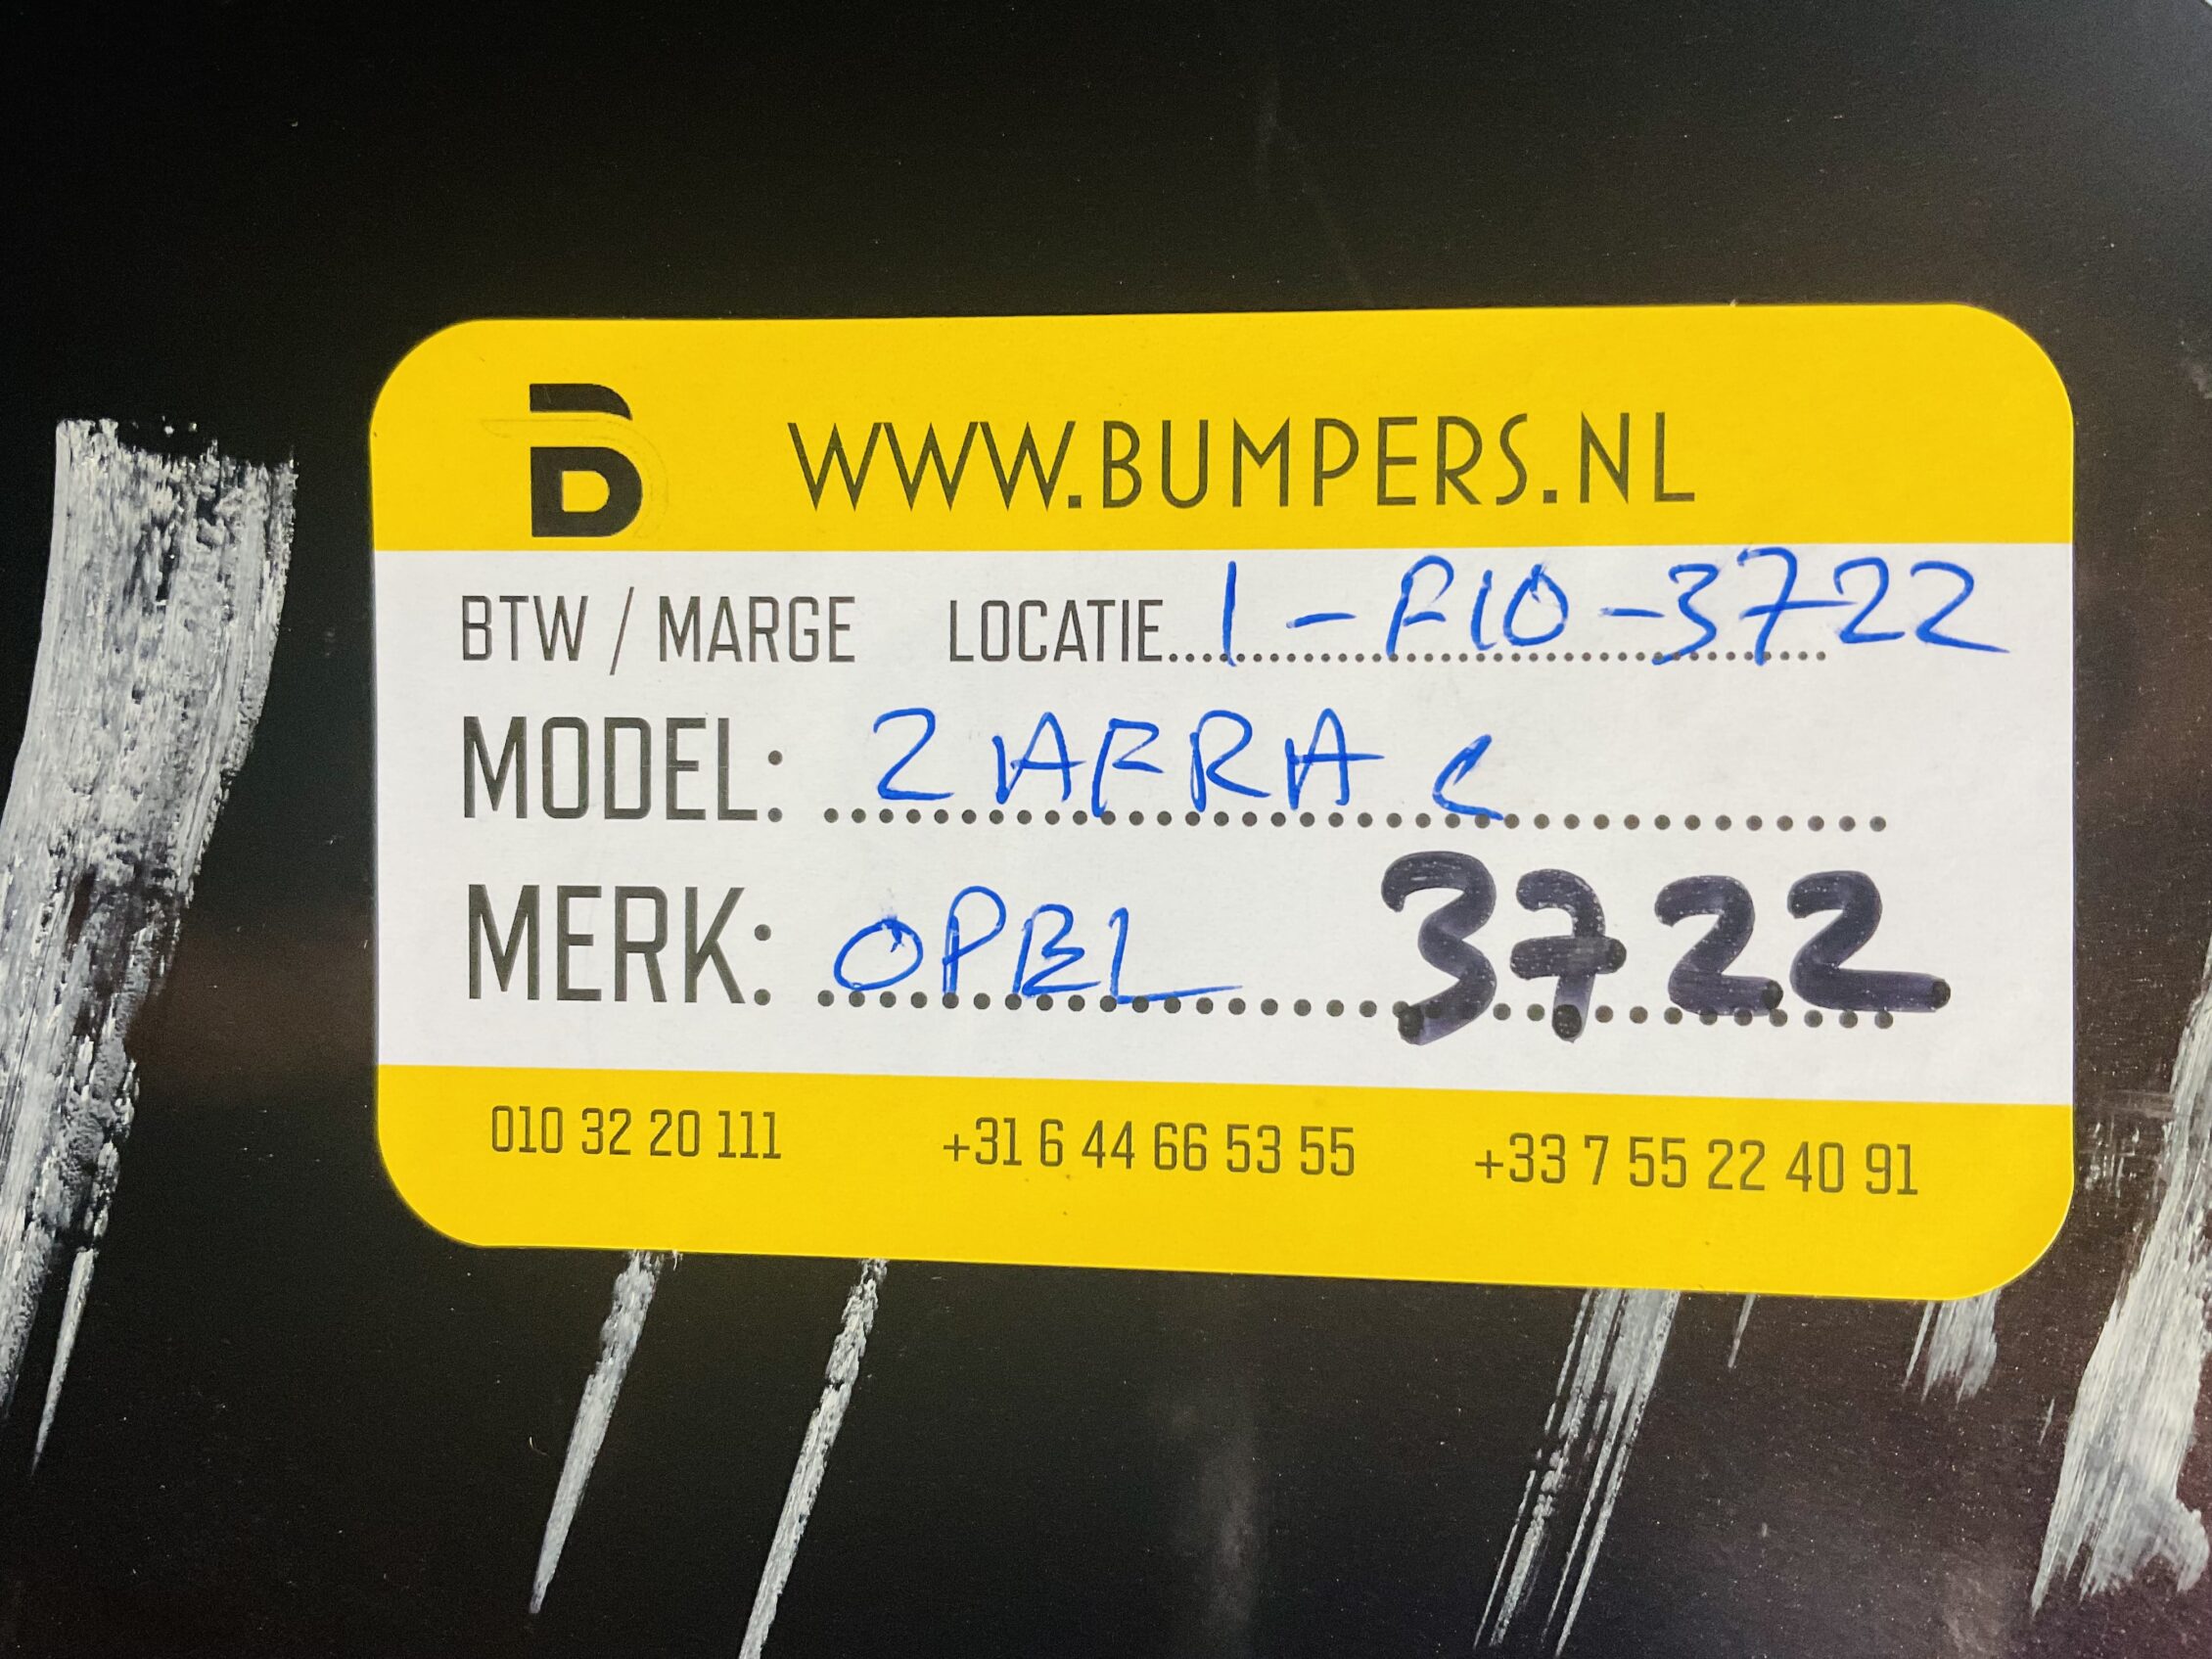 B WWW.BUMPERS.NL
BTW / MARGE LOCATIE 1-F10-3722
MODEL: ZAFRA C
MERK: OPEL 3722
010 32 20 111 +31 6 44 66 53 55 +33 7 55 22 40 91